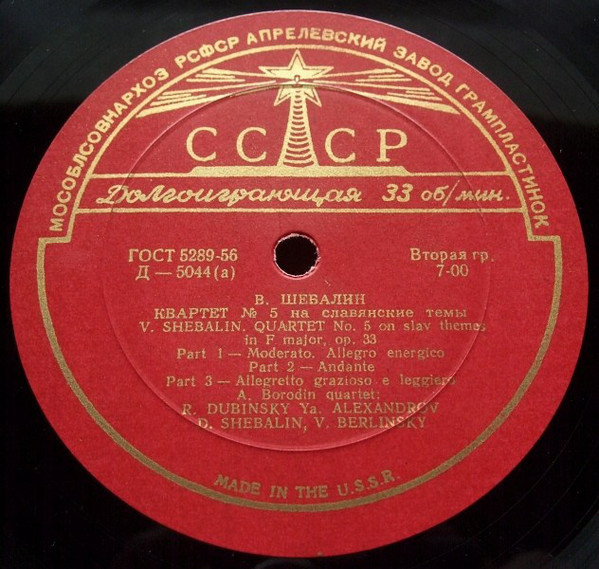 МОСОБЛСОВНАРХОЗ РСФСР АПРЕЛЕВСКИЙ ЗАВОД ГРАМПЛАСТИНОК
СССР
Долгоиграющая 33 об/мин.
ГОСТ 5289-56
Д — 5044 (а)
Вторая гр.
7-00
В. ШЕБАЛИН
КВАРТЕТ № 5 на славянские темы
V. SHEBALIN. QUARTET No. 5 on slav themes
in F major, op. 33
Part 1 — Moderato. Allegro energico
Part 2 — Andante
Part 3 — Allegretto grazioso e leggiero
A. Borodin quartet:
R. DUBINSKY Ya. ALEXANDROV
D. SHEBALIN, V. BERLINSKY
MADE IN THE U.S.S.R.